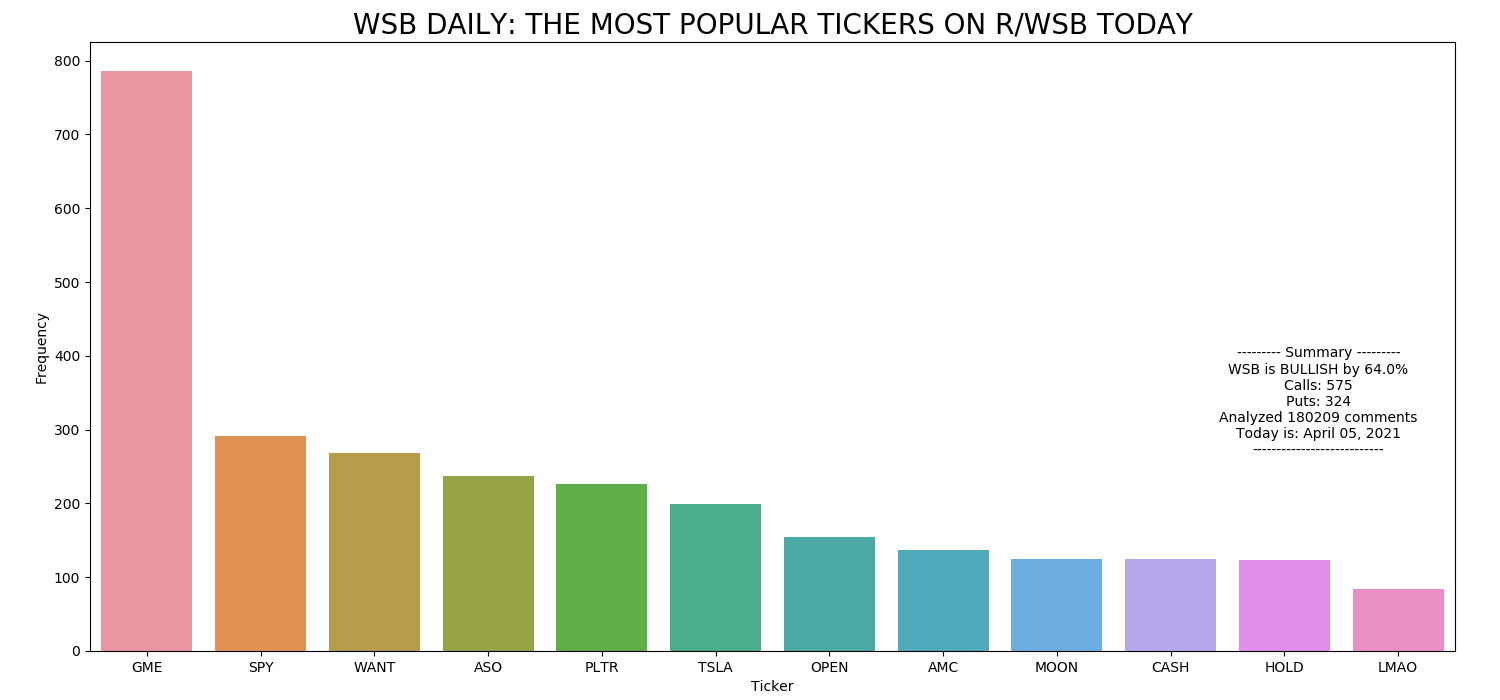 WSB DAILY: THE MOST POPULAR TICKERS ON R/WSB TODAY
800
700
600
500
400
300
200
100
0
Frequency
--------- Summary ---------
WSB is BULLISH by 64.0%
Calls: 575
Puts: 324
Analyzed 180209 comments
Today is: April 05, 2021
---------------------------
GME SPY WANT ASO PLTR TSLA OPEN AMC MOON CASH HOLD LMAO
Ticker